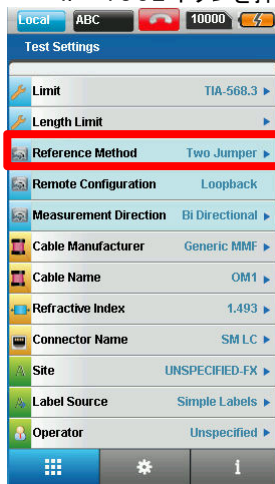 Local ABC 10000
Test Settings
Limit TIA-568.3
Length Limit
Reference Method Two Jumper
Remote Configuration Loopback
Measurement Direction Bi Directional
Cable Manufacturer Generic MMF
Cable Name OM1
Refractive Index 1.493
Connector Name SM LC
Site UNSPECIFIED-FX
Label Source Simple Labels
Operator Unspecified
i